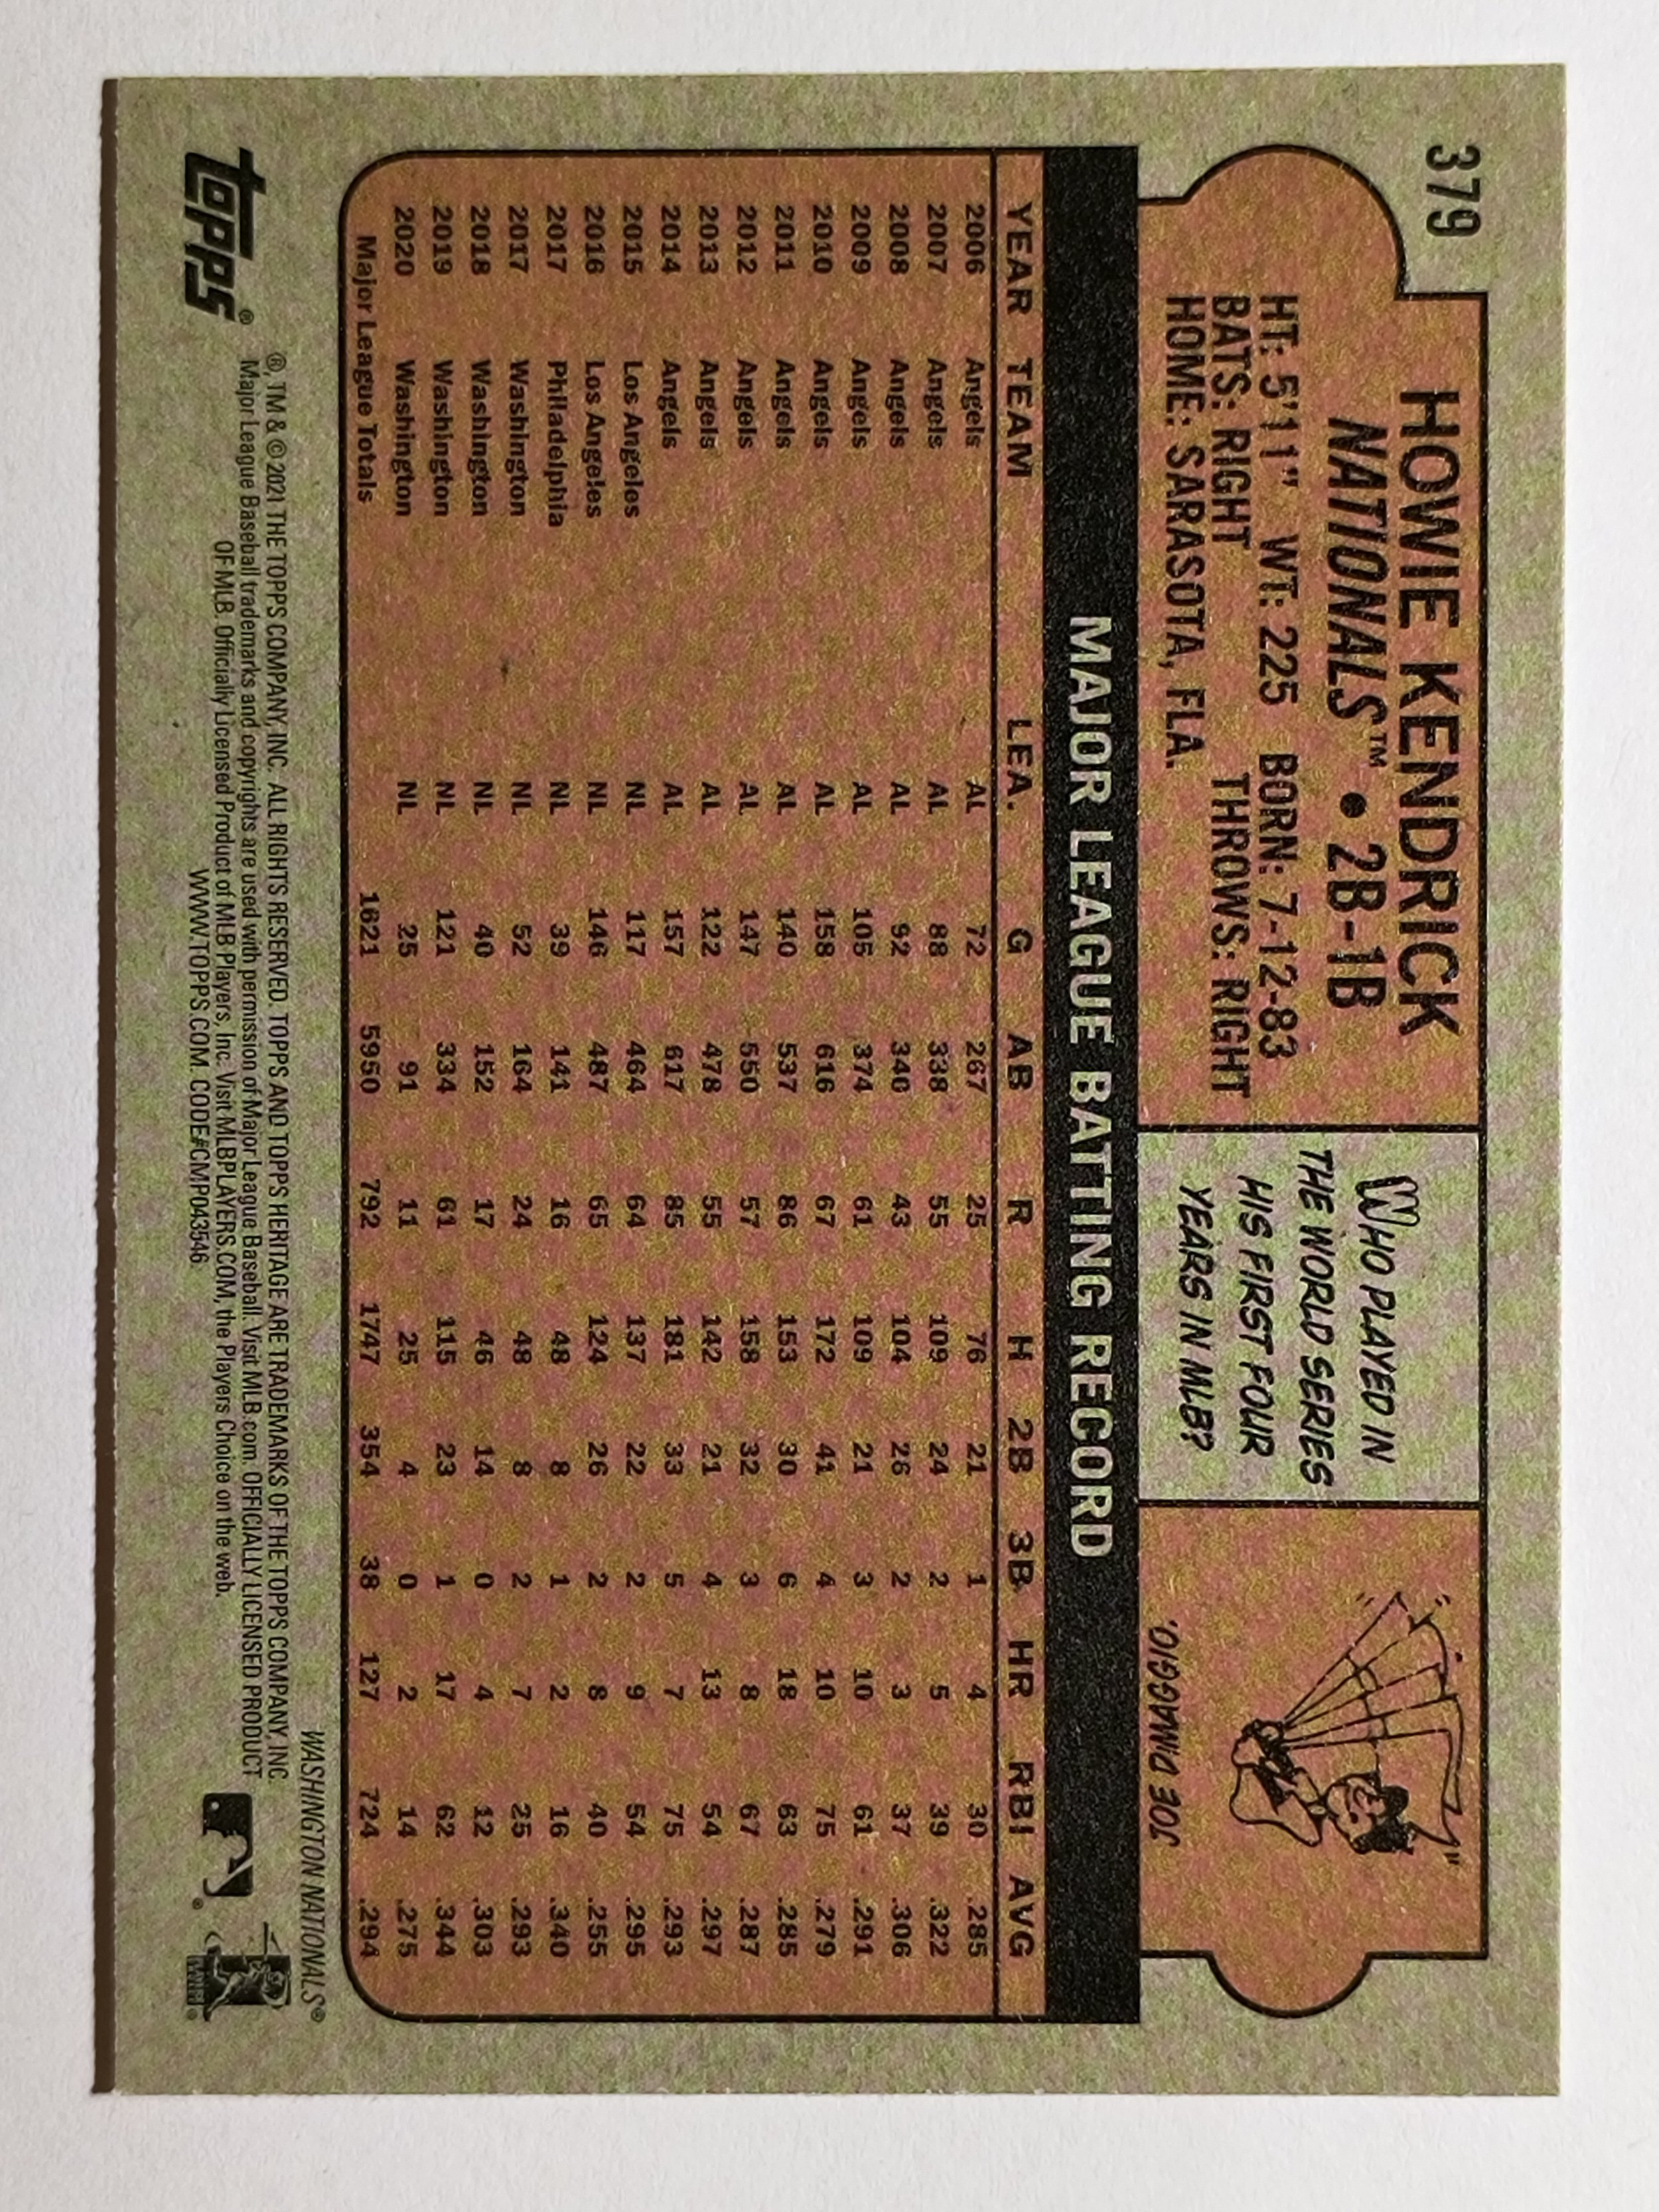 379
HOWIE KENDRICK
NATIONALS™ • 2B-1B
HT: 5'11" WT: 225 BORN: 7-12-83
BATS: RIGHT THROWS: RIGHT
HOME: SARASOTA, FLA.
WHO PLAYED IN
THE WORLD SERIES
HIS FIRST FOUR
YEARS IN MLB?
JOE DIMAGGIO.
MAJOR LEAGUE BATTING RECORD
YEAR TEAM LEA. G AB R H 2B 3B HR RBI AVG
2006 Angels AL 72 267 25 76 21 1 4 30 .285
2007 Angels AL 88 338 55 109 24 2 5 39 .322
2008 Angels AL 92 340 43 104 26 2 3 37 .306
2009 Angels AL 105 374 61 109 21 3 10 61 .291
2010 Angels AL 158 616 67 172 41 4 10 75 .279
2011 Angels AL 140 537 86 153 30 6 18 63 .285
2012 Angels AL 147 550 57 158 32 3 8 67 .287
2013 Angels AL 122 478 55 142 21 4 13 54 .297
2014 Angels AL 157 617 85 181 33 5 7 75 .293
2015 Los Angeles NL 117 464 64 137 22 2 9 54 .295
2016 Los Angeles NL 146 487 65 124 26 2 8 40 .255
2017 Philadelphia NL 39 141 16 48 8 1 2 16 .340
2017 Washington NL 52 164 24 48 8 2 7 25 .293
2018 Washington NL 40 152 17 46 14 0 4 12 .303
2019 Washington NL 121 334 61 115 23 1 17 62 .344
2020 Washington NL 25 91 11 25 4 0 2 14 .275
Major League Totals 1621 5950 792 1747 354 38 127 724 .294
WASHINGTON NATIONALS®
topps®
®, TM & © 2021 THE TOPPS COMPANY, INC. ALL RIGHTS RESERVED. TOPPS AND TOPPS HERITAGE ARE TRADEMARKS OF THE TOPPS COMPANY, INC.
Major League Baseball trademarks and copyrights are used with permission of Major League Baseball. Visit MLB.com. OFFICIALLY LICENSED PRODUCT
OF MLB. Officially Licensed Product of MLB Players, Inc. Visit MLBPLAYERS.COM, the Players Choice on the web.
WWW.TOPPS.COM. CODE#CMP043546